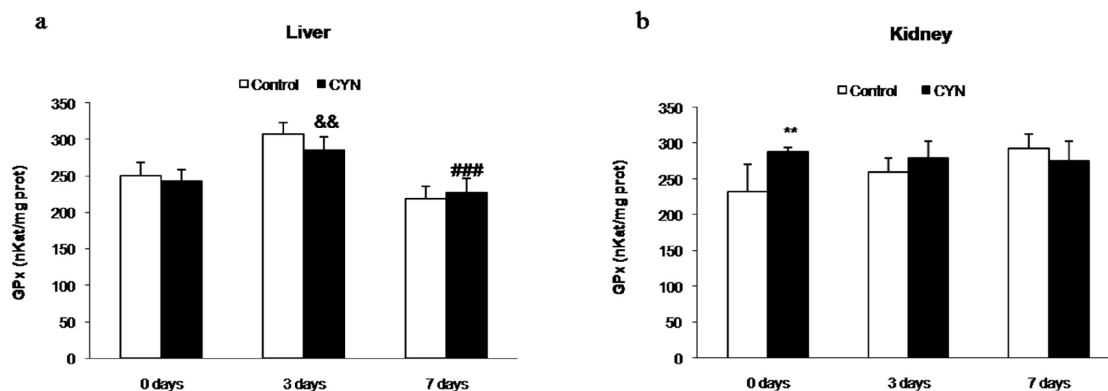 a
Liver
Control CYN
GPx (nKat/mg prot)
350
300
250
200
150
100
50
0
&&
###
0 days 3 days 7 days
b
Kidney
Control CYN
GPx (nKat/mg prot)
350
300
250
200
150
100
50
0
**
0 days 3 days 7 days